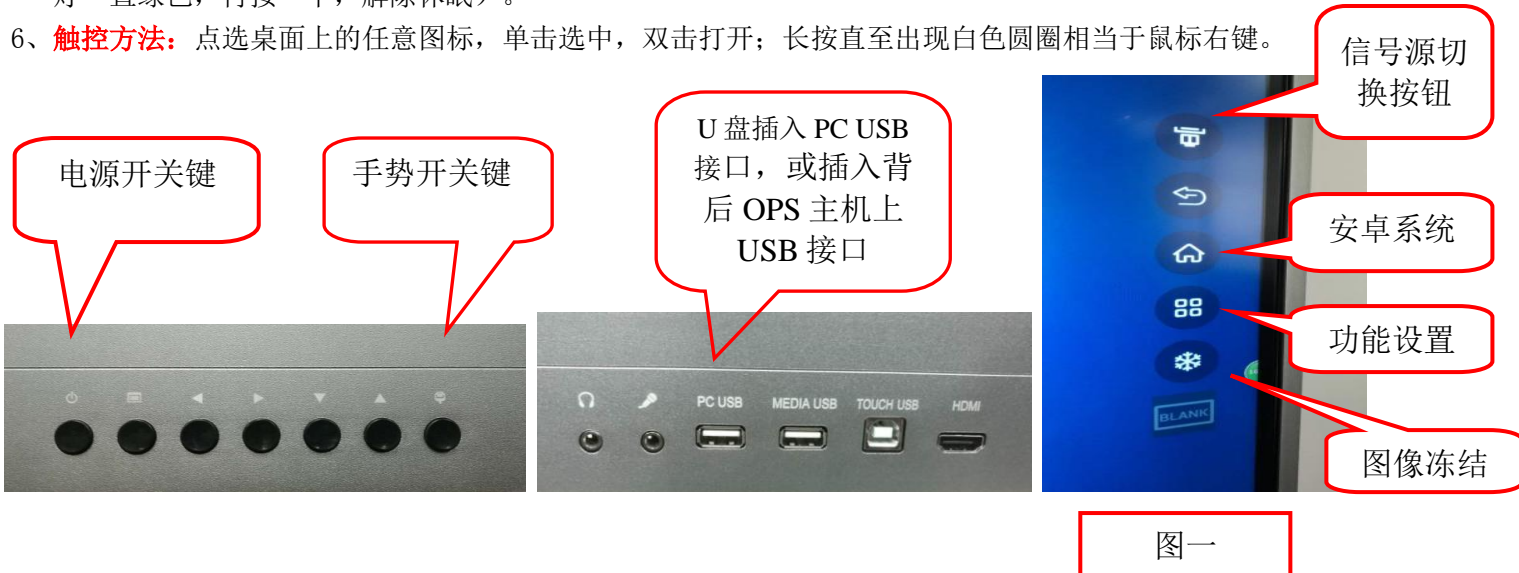 6、触控方法：点选桌面上的任意图标，单击选中，双击打开；长按直至出现白色圆圈相当于鼠标右键。
电源开关键
手势开关键
U 盘插入 PC USB
接口，或插入背
后 OPS 主机上
USB 接口
信号源切
换按钮
安卓系统
功能设置
图像冻结
PC USB
MEDIA USB
TOUCH USB
HDMI
BLANK
图一